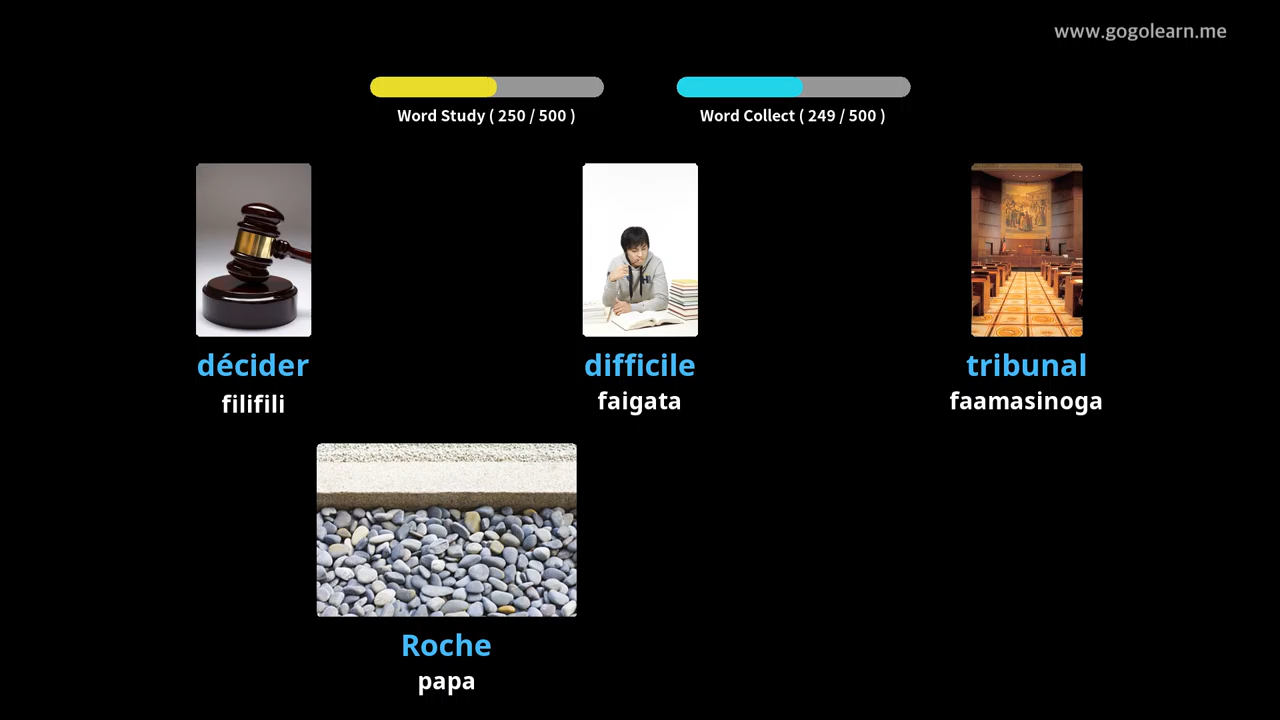 www.gogolearn.me
Word Study ( 250 / 500 )
Word Collect ( 249 / 500 )
décider
filifili
difficile
faigata
tribunal
faamasinoga
Roche
papa